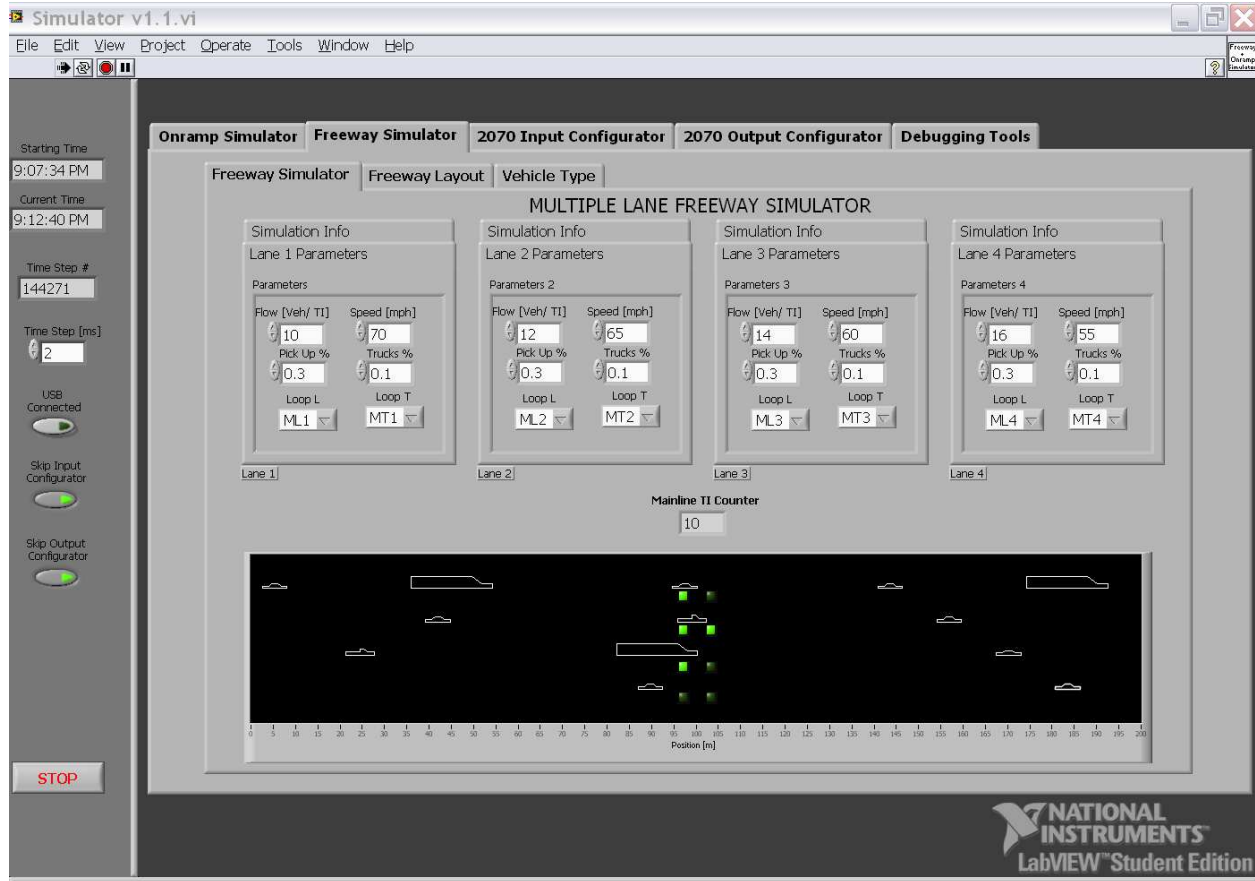 Simulator v1.1.vi
File Edit View Project Operate Tools Window Help
Freeway
+
Onramp
Simulator
Starting Time
9:07:34 PM
Current Time
9:12:40 PM
Time Step #
144271
Time Step [ms]
2
USB
Connected
Skip Input
Configurator
Skip Output
Configurator
STOP
Onramp Simulator Freeway Simulator 2070 Input Configurator 2070 Output Configurator Debugging Tools
Freeway Simulator Freeway Layout Vehicle Type
MULTIPLE LANE FREEWAY SIMULATOR
Simulation Info
Lane 1 Parameters
Parameters
Flow [Veh/ TI] Speed [mph]
10 70
Pick Up % Trucks %
0.3 0.1
Loop L Loop T
ML1 MT1
Lane 1
Simulation Info
Lane 2 Parameters
Parameters 2
Flow [Veh/ TI] Speed [mph]
12 65
Pick Up % Trucks %
0.3 0.1
Loop L Loop T
ML2 MT2
Lane 2
Simulation Info
Lane 3 Parameters
Parameters 3
Flow [Veh/ TI] Speed [mph]
14 60
Pick Up % Trucks %
0.3 0.1
Loop L Loop T
ML3 MT3
Lane 3
Simulation Info
Lane 4 Parameters
Parameters 4
Flow [Veh/ TI] Speed [mph]
16 55
Pick Up % Trucks %
0.3 0.1
Loop L Loop T
ML4 MT4
Lane 4
Mainline TI Counter
10
0 5 10 15 20 25 30 35 40 45 50 55 60 65 70 75 80 85 90 95 100 105 110 115 120 125 130 135 140 145 150 155 160 165 170 175 180 185 190 195 200
Position [m]
NATIONAL
INSTRUMENTS™
LabVIEW™ Student Edition